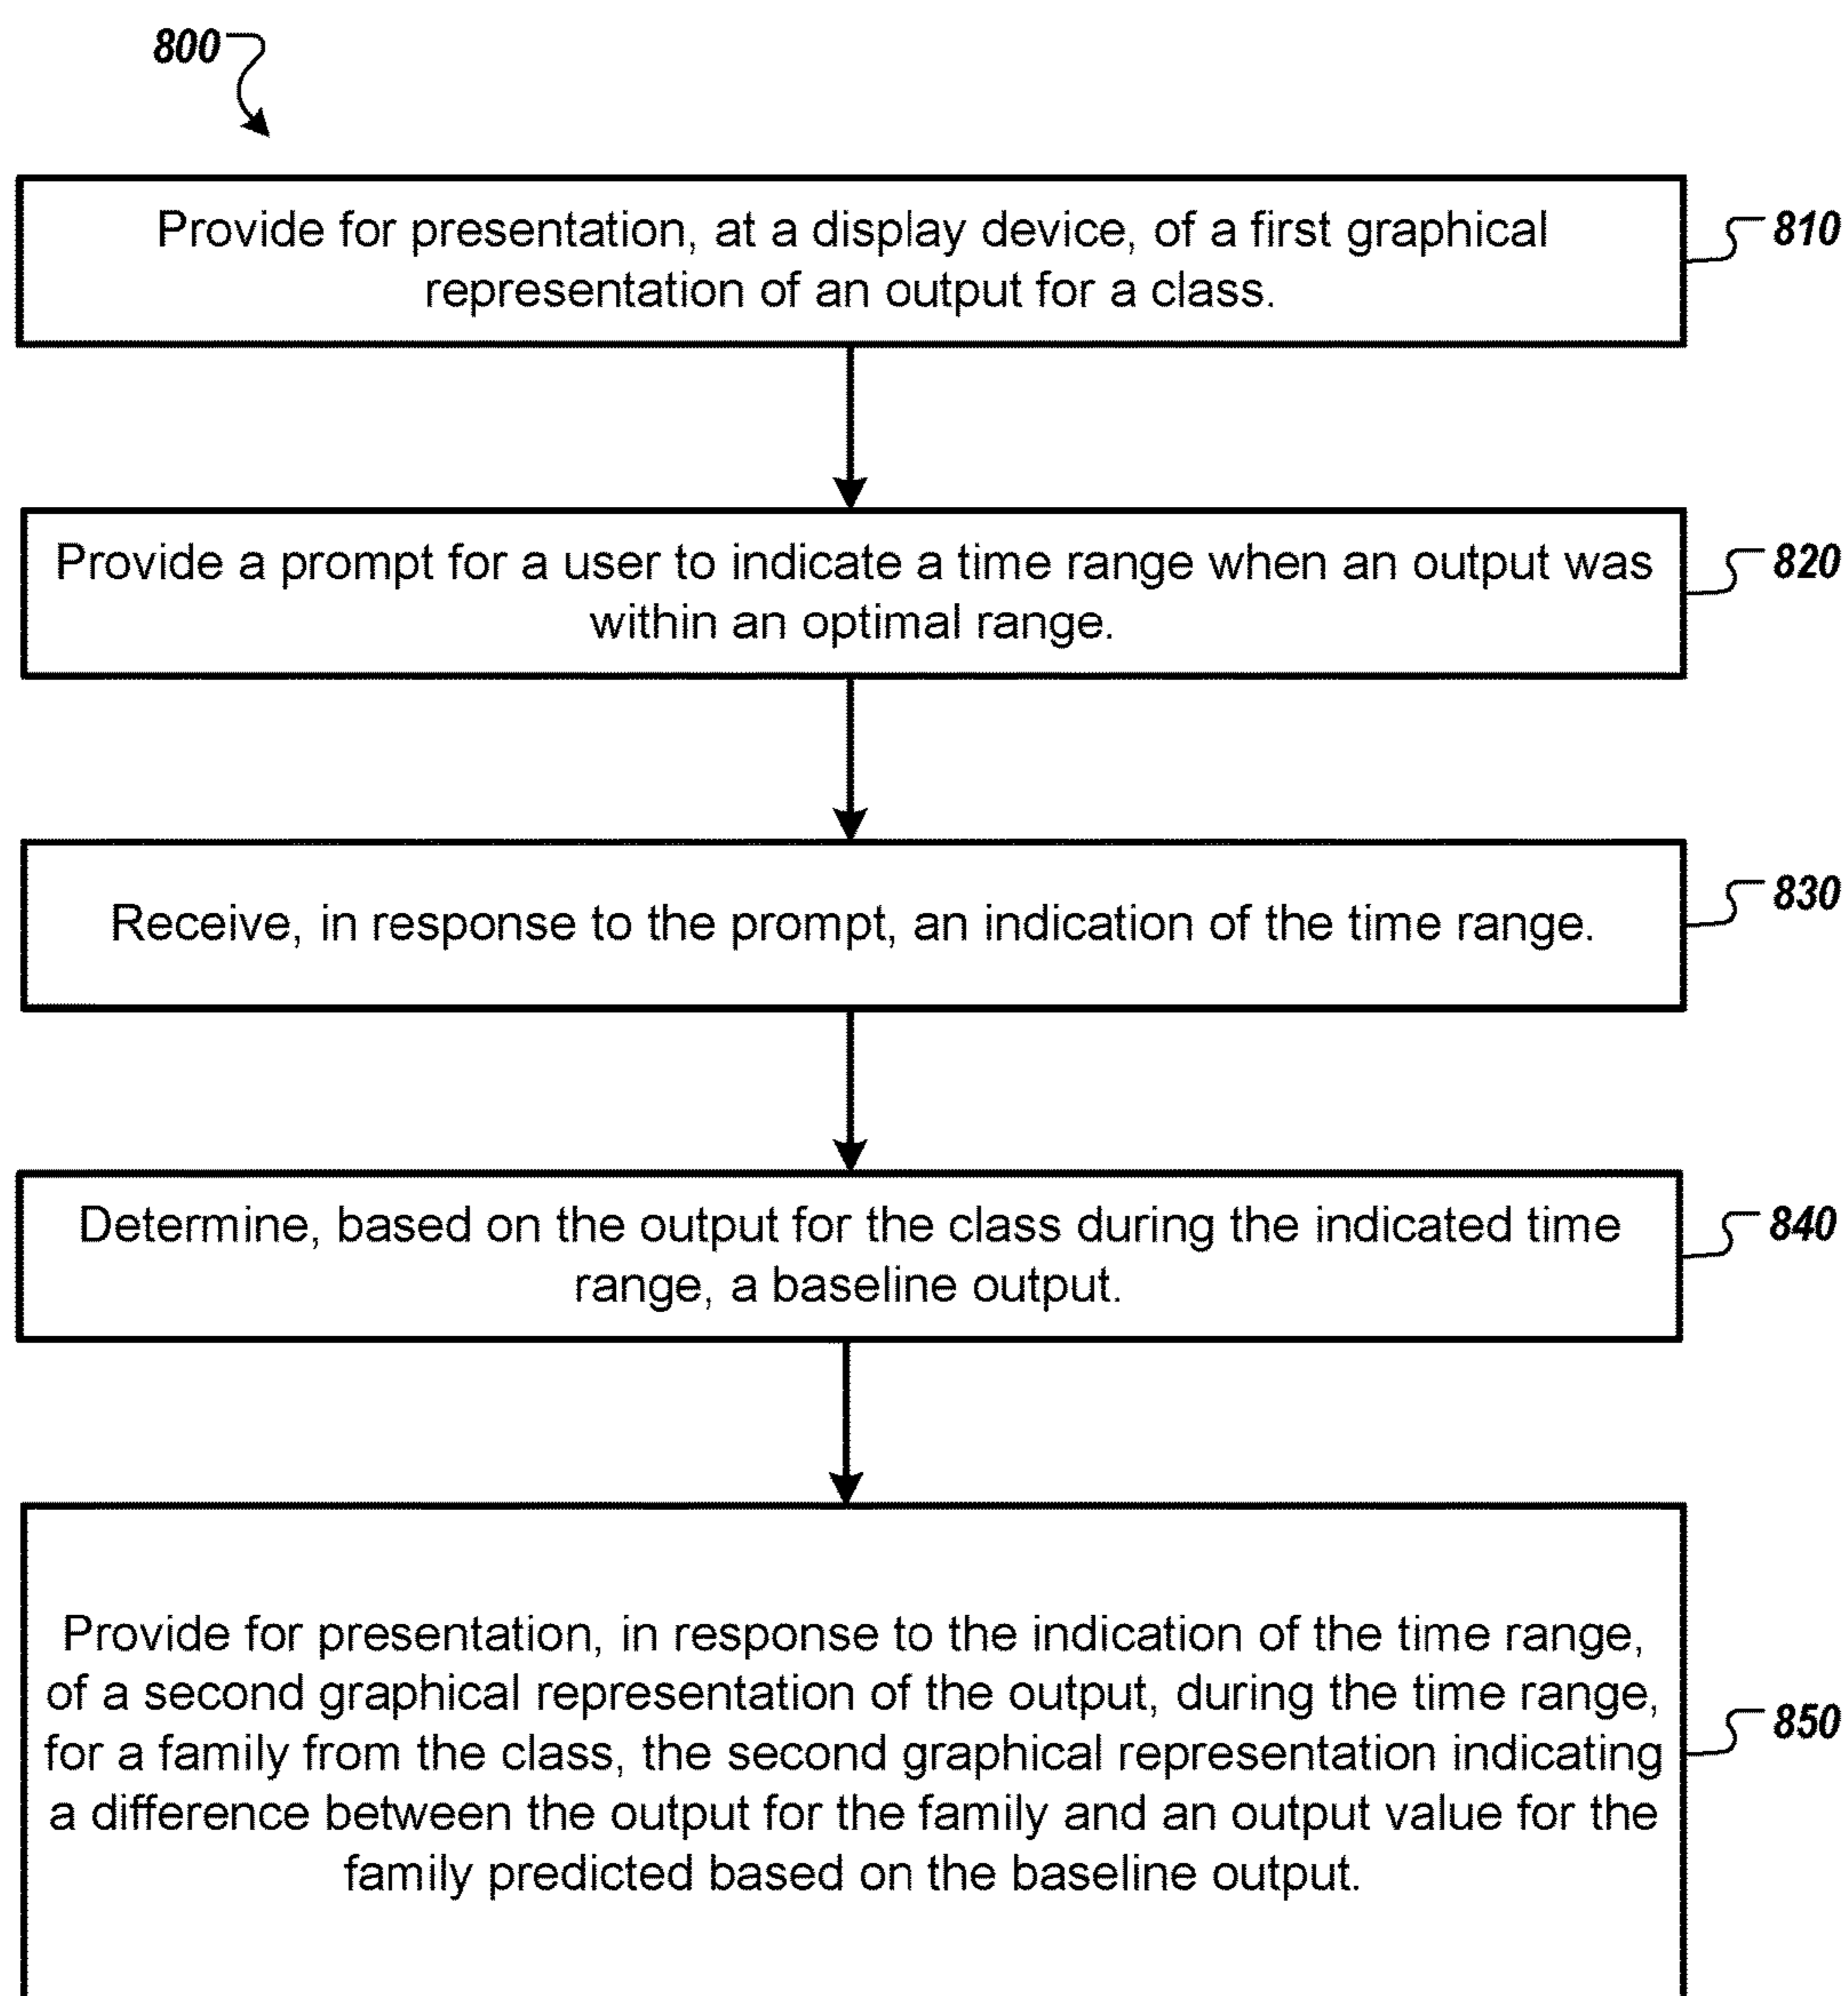 800
Provide for presentation, at a display device, of a first graphical
representation of an output for a class.
810
Provide a prompt for a user to indicate a time range when an output was
within an optimal range.
820
Receive, in response to the prompt, an indication of the time range.
830
Determine, based on the output for the class during the indicated time
range, a baseline output.
840
Provide for presentation, in response to the indication of the time range,
of a second graphical representation of the output, during the time range,
for a family from the class, the second graphical representation indicating
a difference between the output for the family and an output value for the
family predicted based on the baseline output.
850